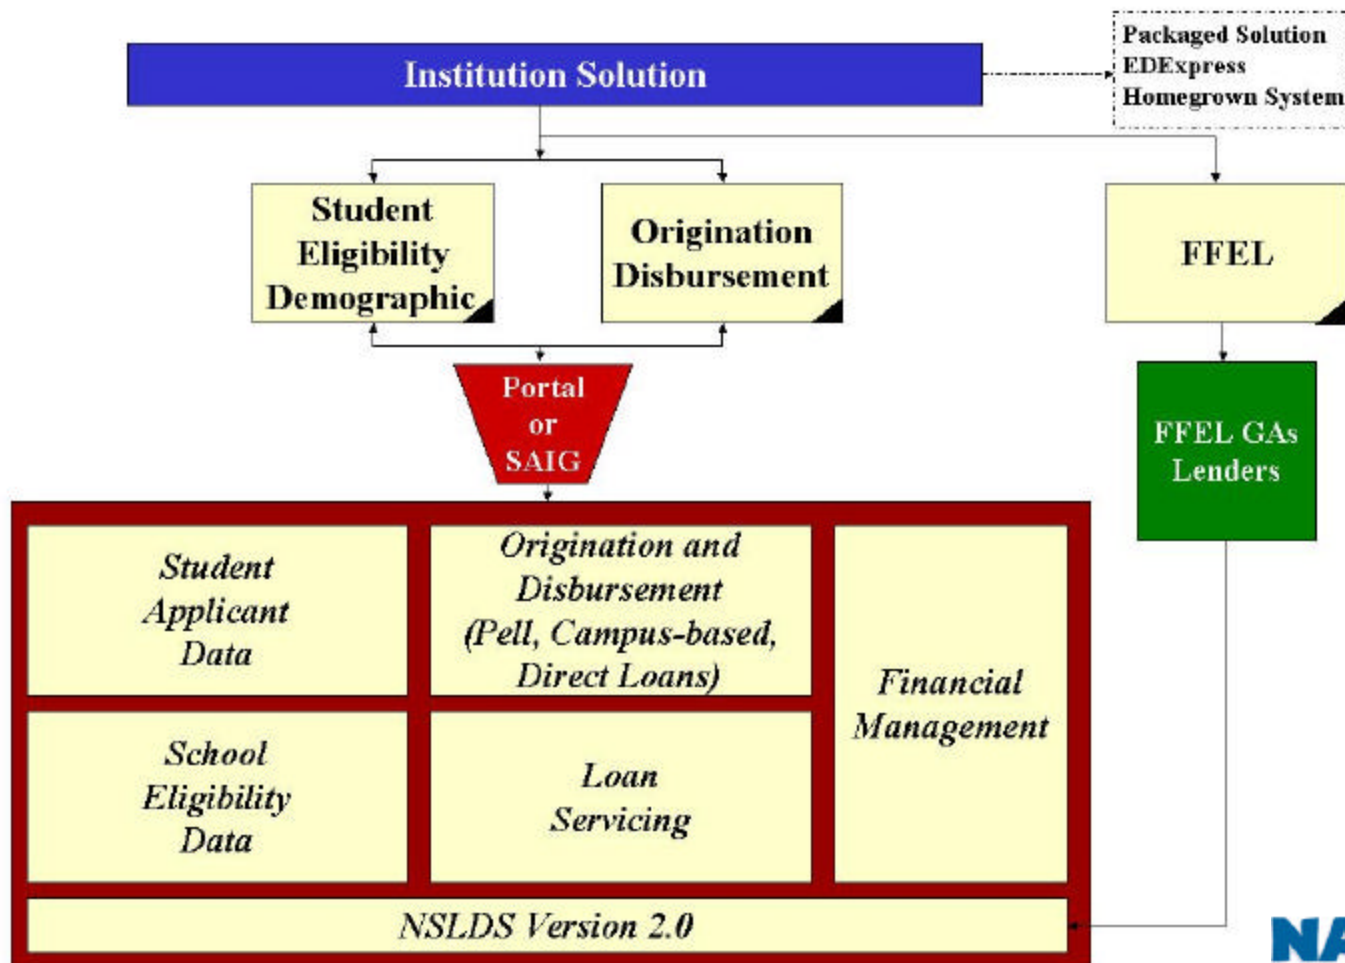 Institution Solution
Packaged Solution
EDExpress
Homegrown System
Student
Eligibility
Demographic
Origination
Disbursement
FFEL
Portal
or
SAIG
FFEL GAs
Lenders
Student
Applicant
Data
Origination and
Disbursement
(Pell, Campus-based,
Direct Loans)
Financial
Management
School
Eligibility
Data
Loan
Servicing
NSLDS Version 2.0